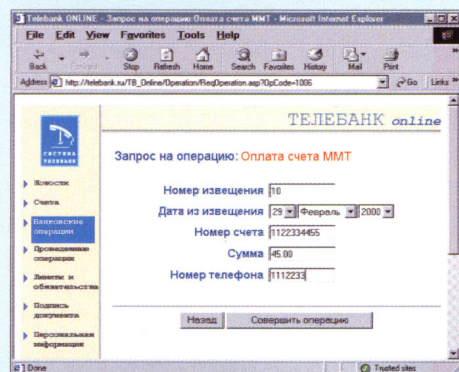 Telebank ONLINE - Запрос на операцию:Оплата счета ММТ - Microsoft Internet Explorer
File Edit View Favorites Tools Help
Back Forward Stop Refresh Home Search Favorites History Mail Print
Address http://telebank.ru/TB_Online/Operation/ReqOperation.asp?OpCode=1006 Go Links »
ТЕЛЕБАНК online
СИСТЕМА
ТЕЛЕБАНК
Запрос на операцию: Оплата счета ММТ
Новости
Счета
Банковские
операции
Проведенные
операции
Лимиты и
обязательства
Подпись
документа
Персональная
информация
Номер извещения 10
Дата из извещения 29 Февраль 2000
Номер счета 1122334455
Сумма 45.00
Номер телефона 1112233
Назад Совершить операцию
Done Trusted sites